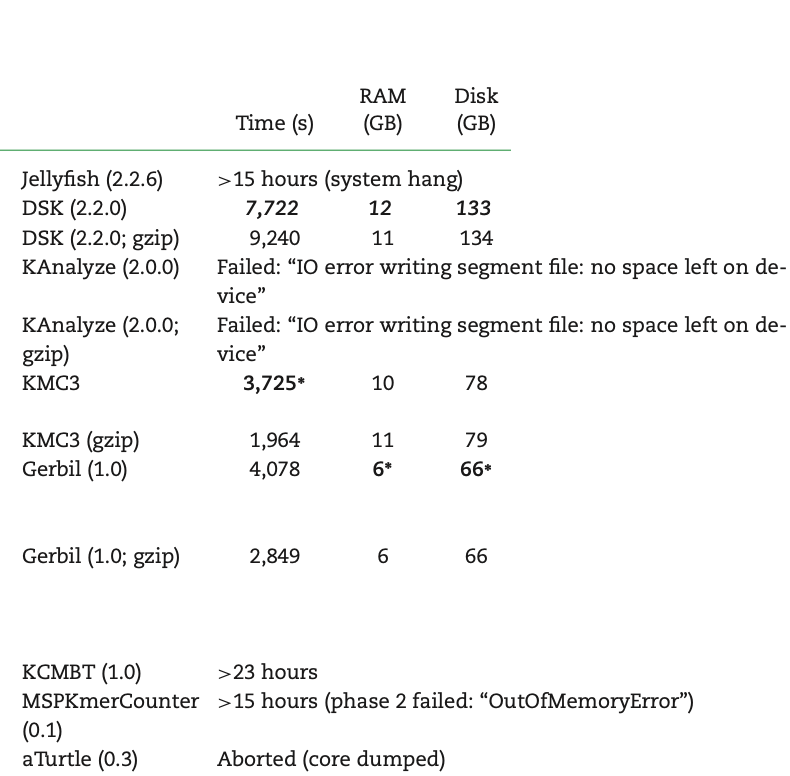 RAM Disk
Time (s) (GB) (GB)
Jellyfish (2.2.6) >15 hours (system hang)
DSK (2.2.0) 7,722 12 133
DSK (2.2.0; gzip) 9,240 11 134
KAnalyze (2.0.0) Failed: “IO error writing segment file: no space left on de-
vice”
KAnalyze (2.0.0; Failed: “IO error writing segment file: no space left on de-
gzip) vice”
KMC3 3,725* 10 78
KMC3 (gzip) 1,964 11 79
Gerbil (1.0) 4,078 6* 66*
Gerbil (1.0; gzip) 2,849 6 66
KCMBT (1.0) >23 hours
MSPKmerCounter >15 hours (phase 2 failed: “OutOfMemoryError”)
(0.1)
aTurtle (0.3) Aborted (core dumped)